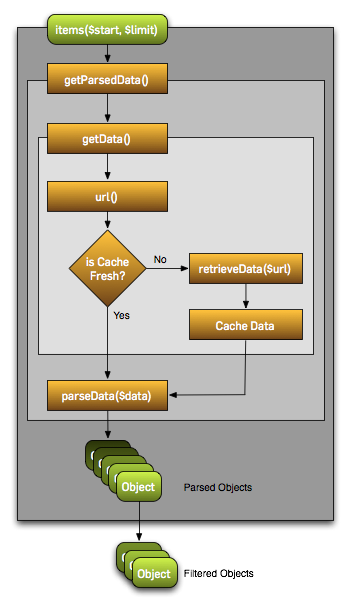 items($start, $limit)
getParsedData()
getData()
url()
is Cache
Fresh?
No
retrieveData($url)
Yes
Cache Data
parseData($data)
Object
Parsed Objects
Object
Filtered Objects